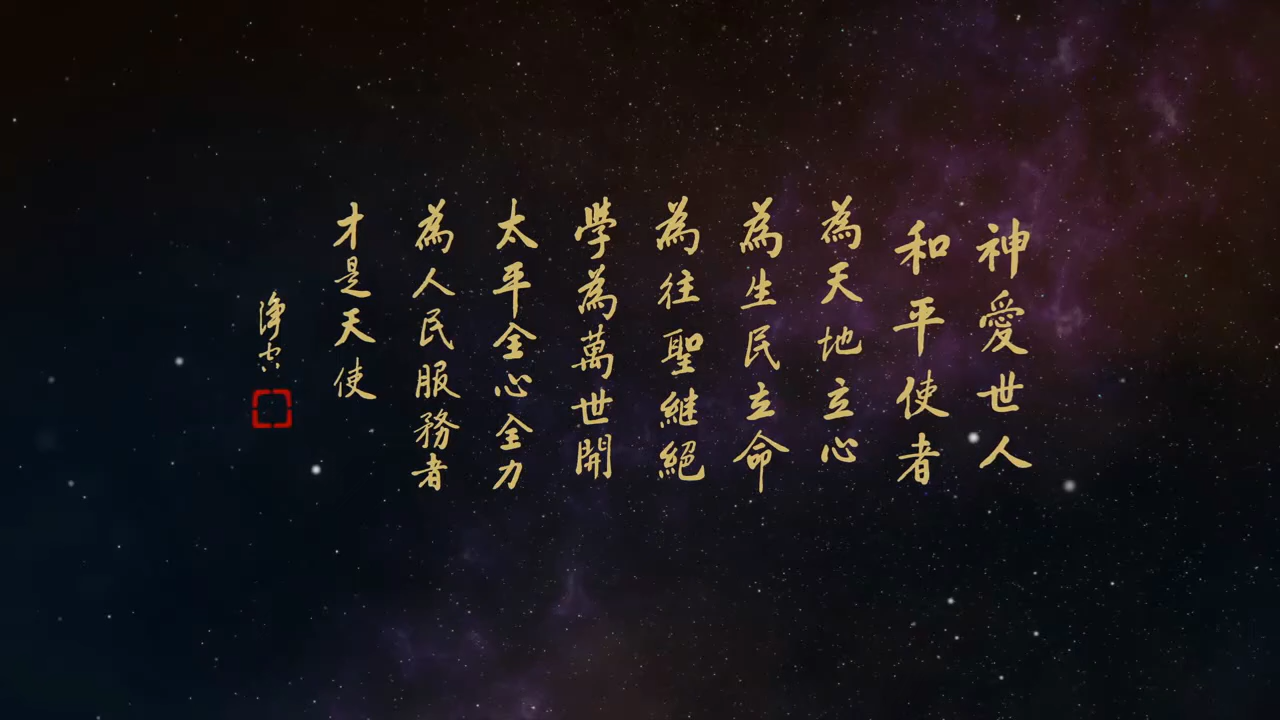 神愛世人
和平使者
為天地立心
為生民立命
為往聖継絕
學為萬世開
太平全心全力
為人民服務者
才是天使
淨空